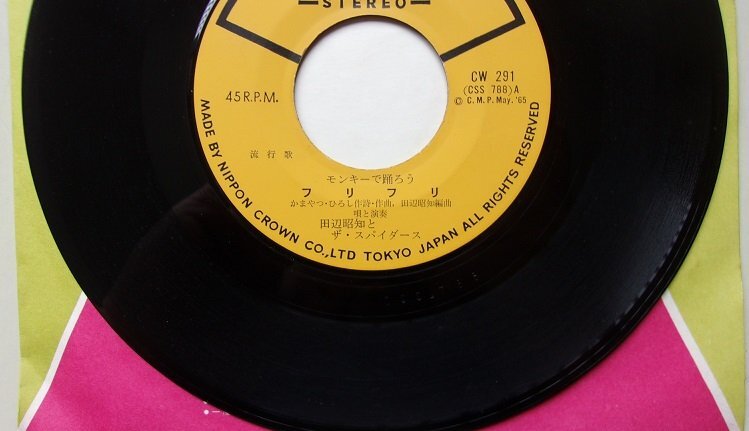 STEREO
45 R.P.M.
CW 291
(CSS 788)A
© C.M.P. May. '65
流行歌
モンキーで踊ろう
フリフリ
かまやつ・ひろし作詩・作曲，田辺昭知編曲
唄と演奏
田辺昭知と
ザ・スパイダース
MADE BY NIPPON CROWN CO.,LTD TOKYO JAPAN ALL RIGHTS RESERVED